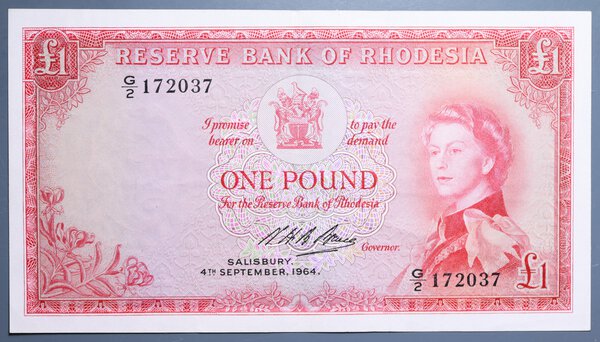 £1 RESERVE BANK OF RHODESIA £1
G/2 172037
I promise to pay the
bearer on demand
ONE POUND
For the Reserve Bank of Rhodesia
Governor.
SALISBURY.
4TH SEPTEMBER, 1964.
G/2 172037
£1